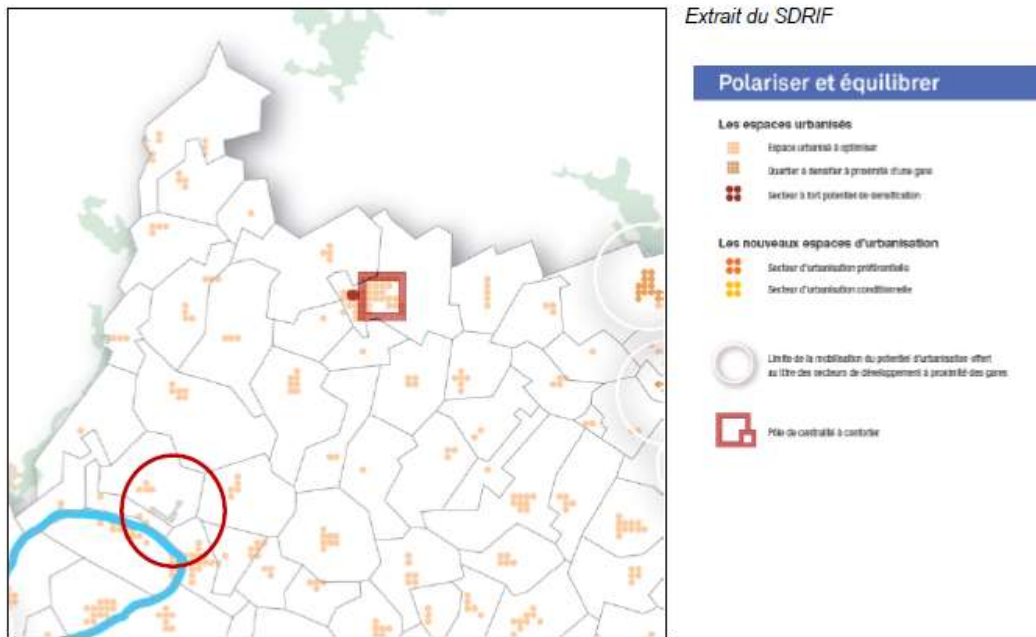 Extrait du SDRIF
Polariser et équilibrer
Les espaces urbanisés
Espace urbanisé à optimiser
Quartier à densifier à proximité d'une gare
Secteur à fort potentiel de densification
Les nouveaux espaces d'urbanisation
Secteur d'urbanisation préférentielle
Secteur d'urbanisation conditionnelle
Limite de la mobilisation du potentiel d'urbanisation offert
au titre des secteurs de développement à proximité des gares
Pôle de centralité à conforter